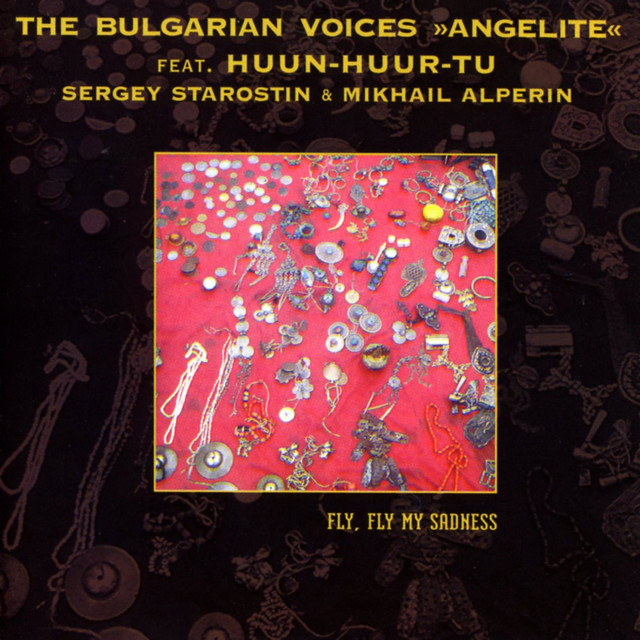 THE BULGARIAN VOICES »ANGELITE«
FEAT. HUUN-HUUR-TU
SERGEY STAROSTIN & MIKHAIL ALPERIN
FLY, FLY MY SADNESS